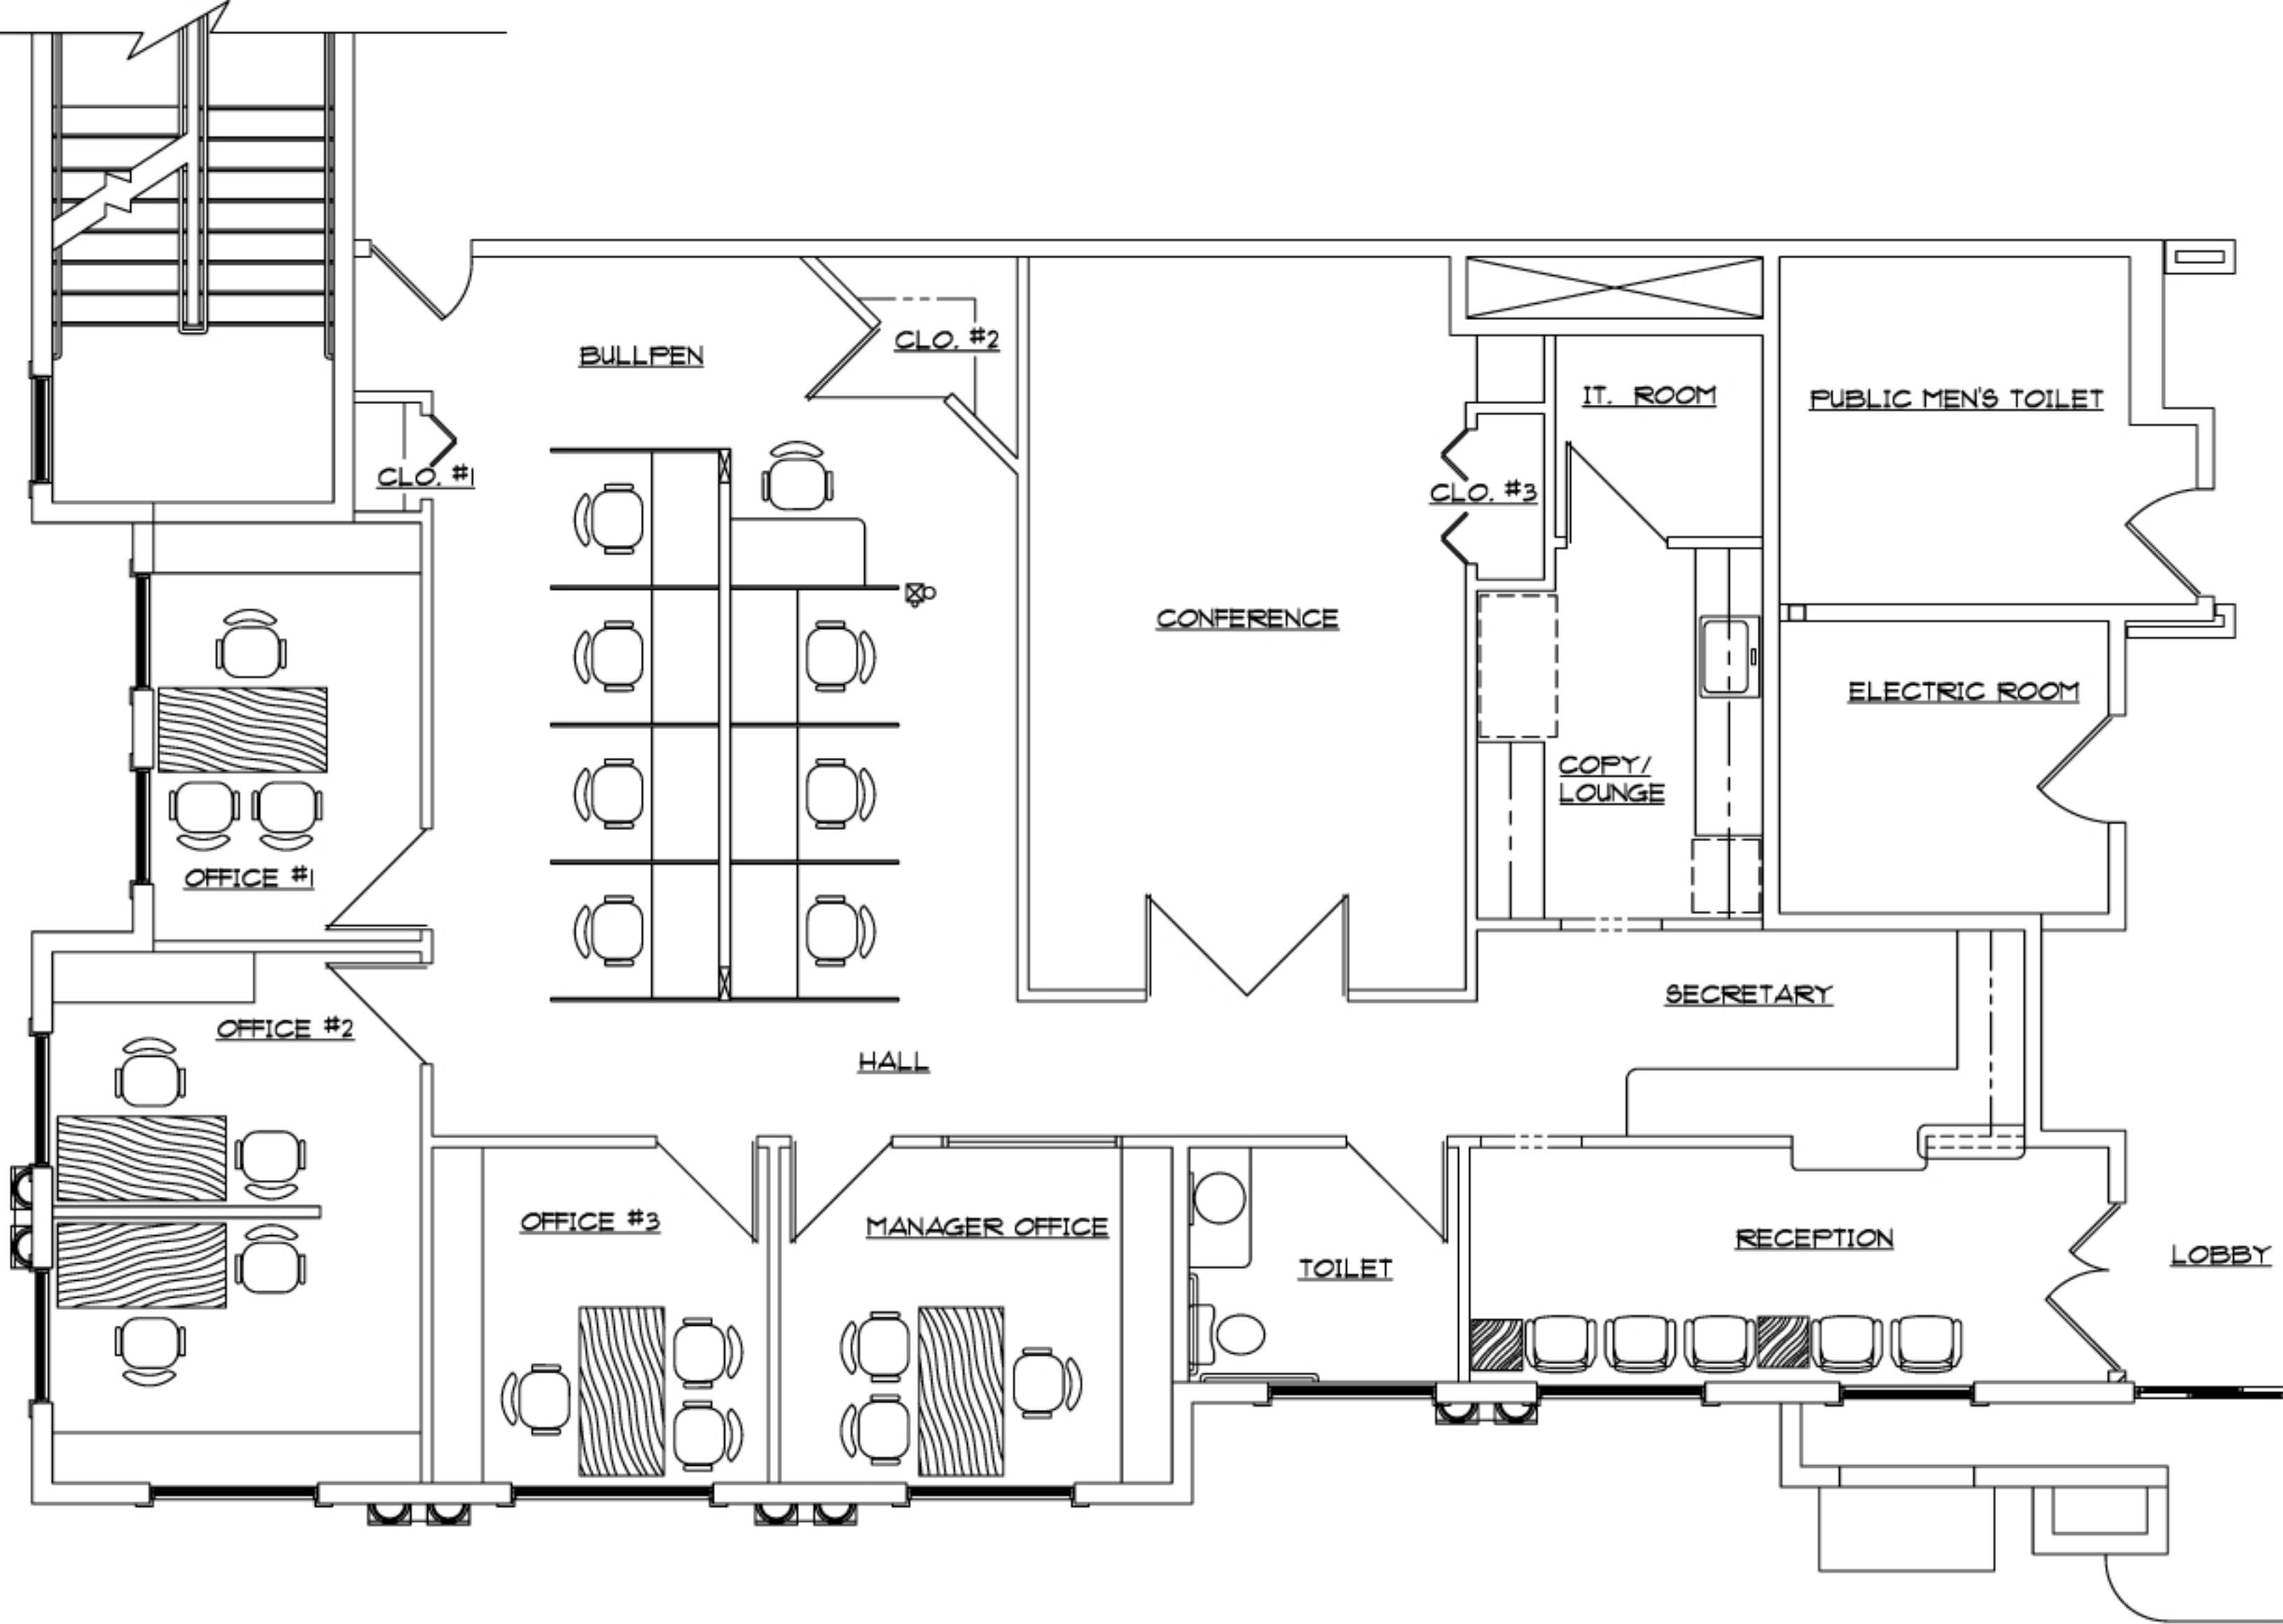 BULLPEN
CLO. #2
IT. ROOM
PUBLIC MEN'S TOILET
CLO. #1
CLO. #3
CONFERENCE
ELECTRIC ROOM
COPY/
LOUNGE
OFFICE #1
SECRETARY
OFFICE #2
HALL
OFFICE #3
MANAGER OFFICE
TOILET
RECEPTION
LOBBY